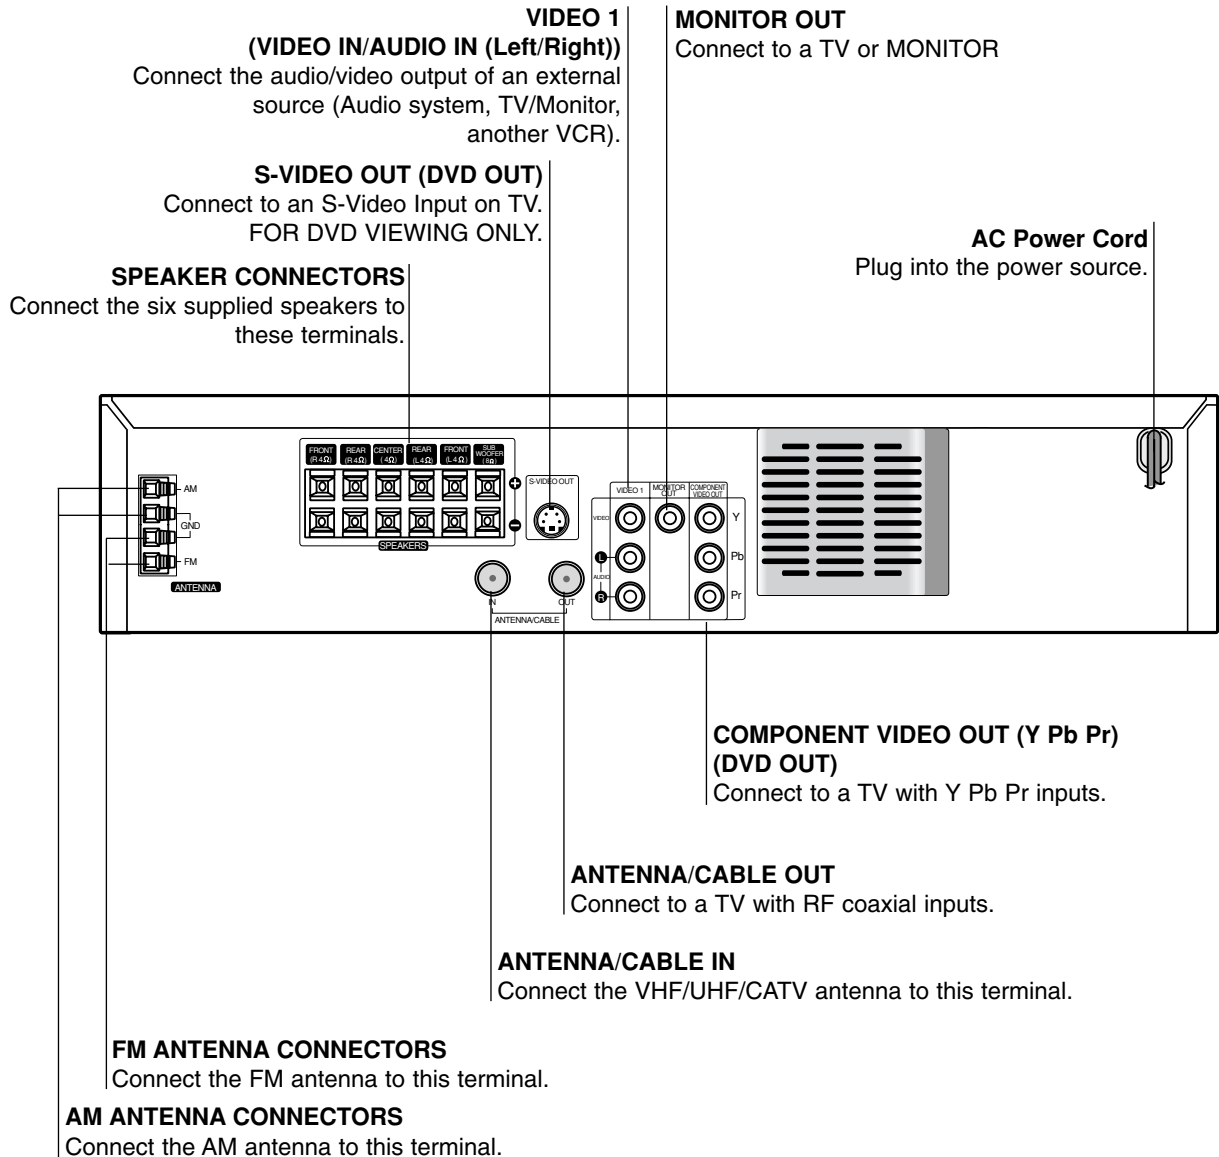 VIDEO 1
(VIDEO IN/AUDIO IN (Left/Right))
Connect the audio/video output of an external
source (Audio system, TV/Monitor,
another VCR).
MONITOR OUT
Connect to a TV or MONITOR
S-VIDEO OUT (DVD OUT)
Connect to an S-Video Input on TV.
FOR DVD VIEWING ONLY.
AC Power Cord
Plug into the power source.
SPEAKER CONNECTORS
Connect the six supplied speakers to
these terminals.
FRONT
(R 4Ω)
REAR
(R 4Ω)
CENTER
( 4Ω)
REAR
(L 4Ω)
FRONT
(L 4Ω)
SUB
WOOFER
( 8Ω)
SPEAKERS
AM
GND
FM
ANTENNA
S-VIDEO OUT
VIDEO 1
MONITOR
OUT
COMPONENT
VIDEO OUT
VIDEO
L
AUDIO
R
Y
Pb
Pr
IN
OUT
ANTENNA/CABLE
COMPONENT VIDEO OUT (Y Pb Pr)
(DVD OUT)
Connect to a TV with Y Pb Pr inputs.
ANTENNA/CABLE OUT
Connect to a TV with RF coaxial inputs.
ANTENNA/CABLE IN
Connect the VHF/UHF/CATV antenna to this terminal.
FM ANTENNA CONNECTORS
Connect the FM antenna to this terminal.
AM ANTENNA CONNECTORS
Connect the AM antenna to this terminal.